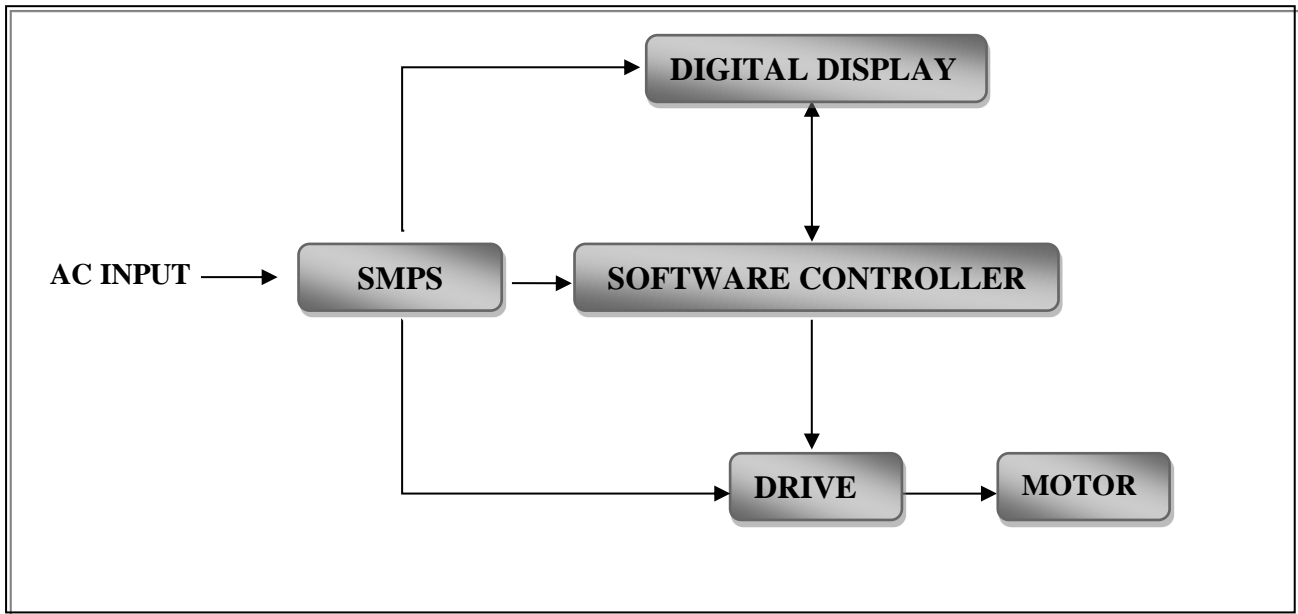 DIGITAL DISPLAY
AC INPUT
SMPS
SOFTWARE CONTROLLER
DRIVE
MOTOR